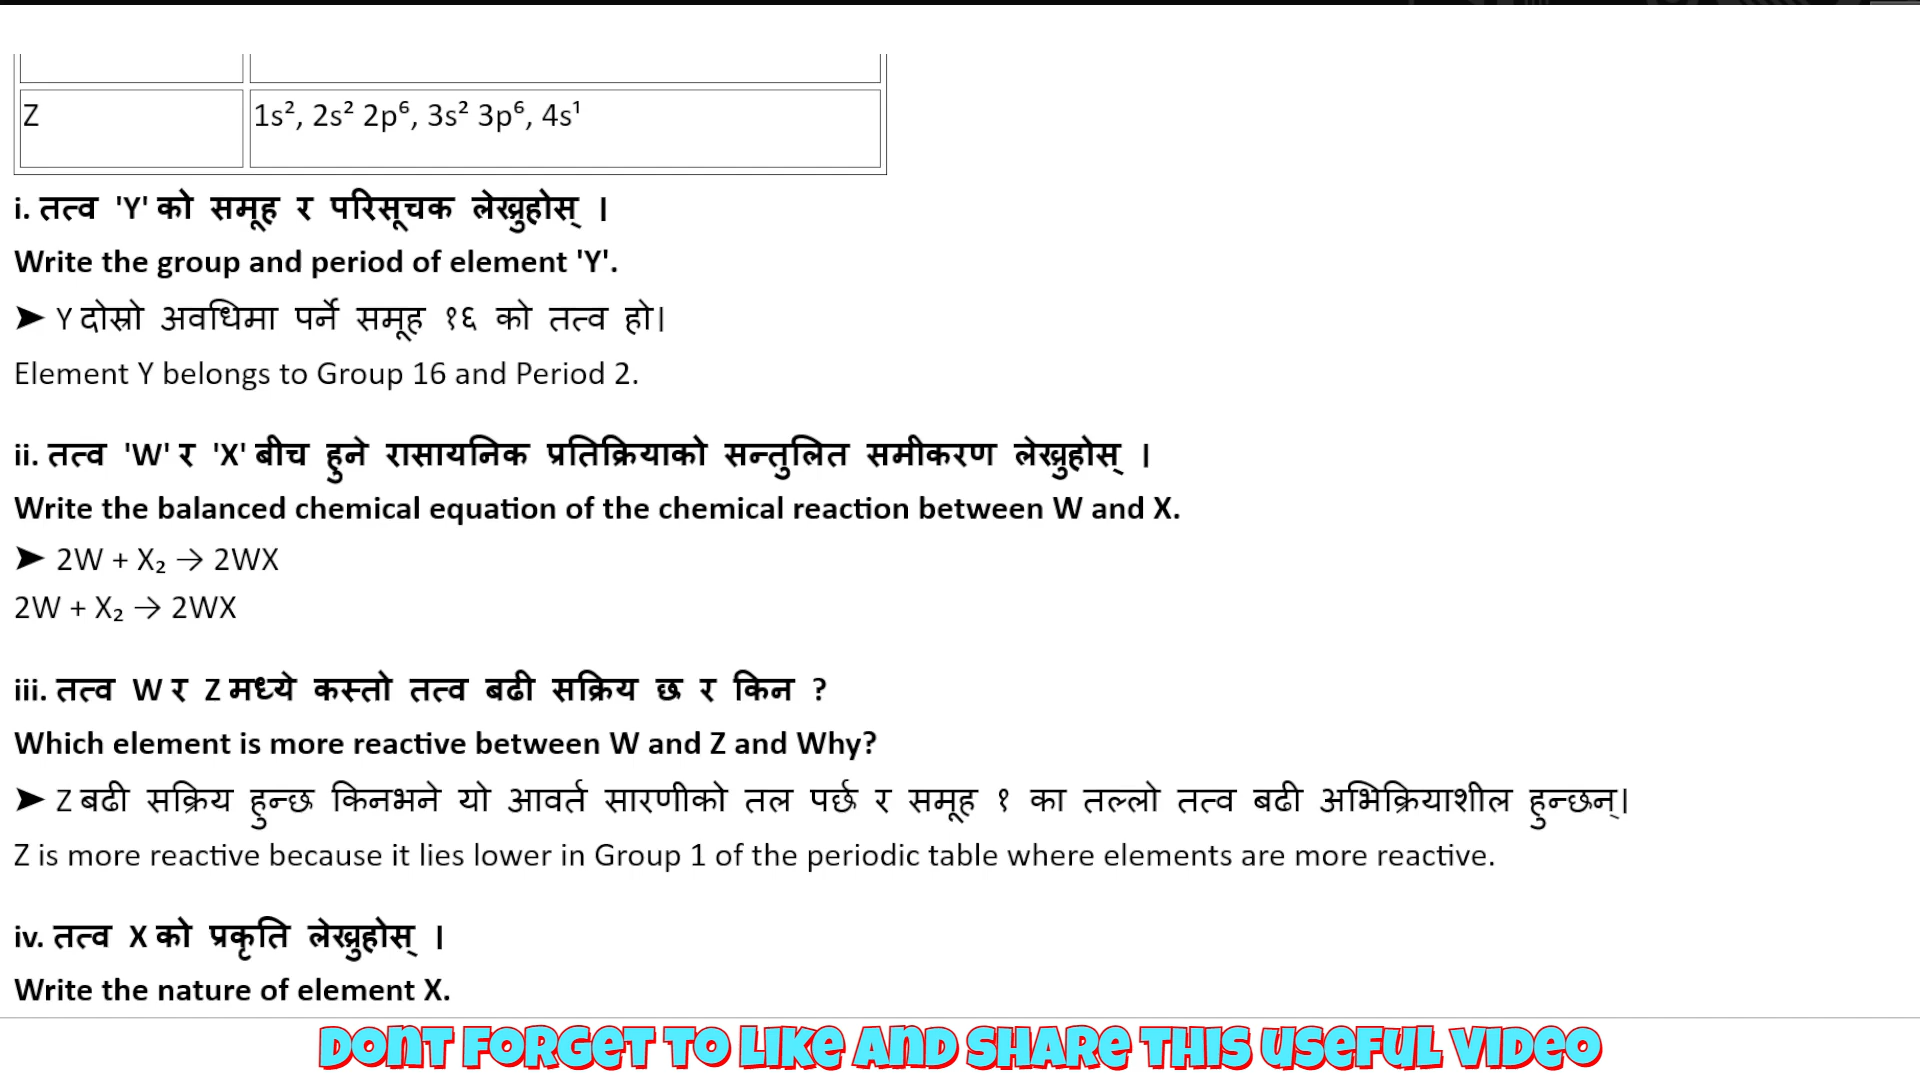 Z
1s², 2s² 2p⁶, 3s² 3p⁶, 4s¹
i. तत्व 'Y' को समूह र परिसूचक लेख्नुहोस् ।
Write the group and period of element 'Y'.
➤ Y दोस्रो अवधिमा पर्ने समूह १६ को तत्व हो।
Element Y belongs to Group 16 and Period 2.
ii. तत्व 'W' र 'X' बीच हुने रासायनिक प्रतिक्रियाको सन्तुलित समीकरण लेख्नुहोस् ।
Write the balanced chemical equation of the chemical reaction between W and X.
➤ 2W + X₂ → 2WX
2W + X₂ → 2WX
iii. तत्व W र Z मध्ये कस्तो तत्व बढी सक्रिय छ र किन ?
Which element is more reactive between W and Z and Why?
➤ Z बढी सक्रिय हुन्छ किनभने यो आवर्त सारणीको तल पर्छ र समूह १ का तल्लो तत्व बढी अभिक्रियाशील हुन्छन्।
Z is more reactive because it lies lower in Group 1 of the periodic table where elements are more reactive.
iv. तत्व X को प्रकृति लेख्नुहोस् ।
Write the nature of element X.
DONT FORGET TO LIKE AND SHARE THIS USEFUL VIDEO